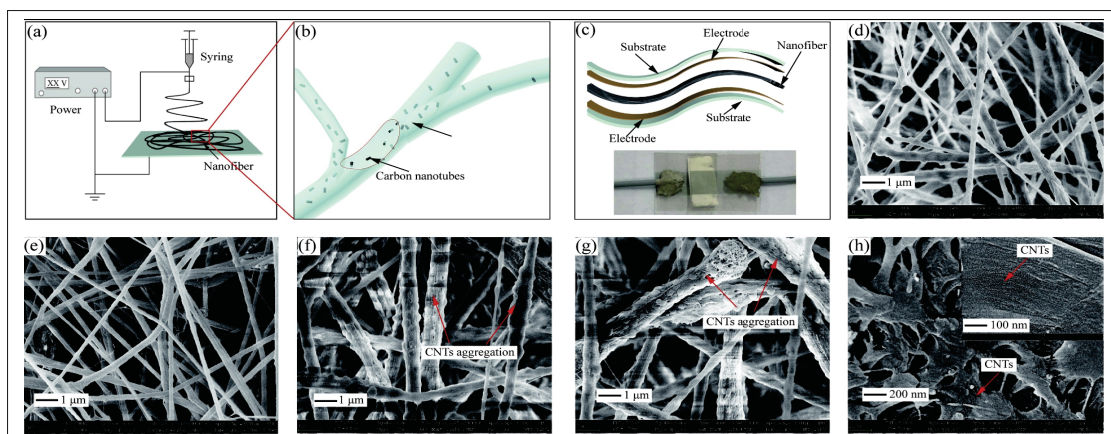 (a)
Syring
XX V
Power
Nanofiber
(b)
Carbon nanotubes
(c)
Electrode
Substrate
Nanofiber
Substrate
Electrode
(d)
1 μm
(e)
1 μm
(f)
CNTs aggregation
1 μm
(g)
CNTs aggregation
1 μm
(h)
CNTs
100 nm
CNTs
200 nm